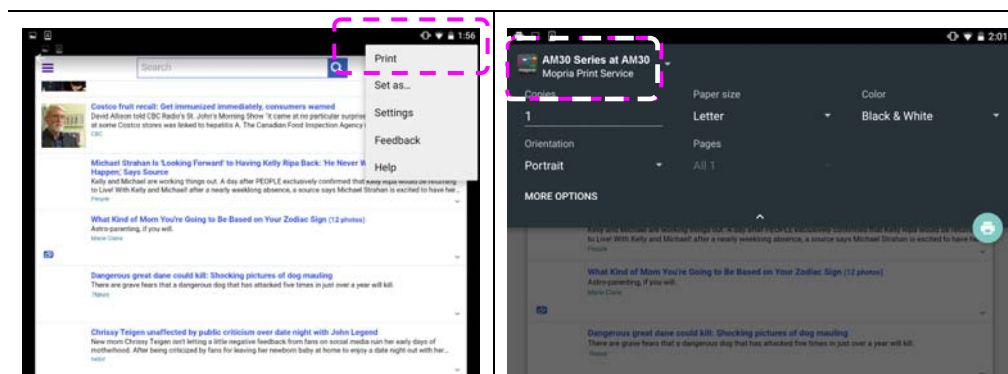 1:56
Search
Print
Set as...
Settings
Feedback
Help
Costco fruit recall: Get immunized immediately, consumers warned
David Allison told CBC Radio's St. John's Morning Show "it came at no particular surprise
at some Costco stores was linked to hepatitis A. The Canadian Food Inspection Agency
CBC
Michael Strahan Is 'Looking Forward' to Having Kelly Ripa Back: 'He Never W
Happen,' Says Source
Kelly and Michael are working things out. A day after PEOPLE exclusively confirmed that Kelly Ripa would be returning
to Live! With Kelly and Michael! after a nearly weeklong absence, a source says Michael Strahan is excited to have her ..
People
What Kind of Mom You're Going to Be Based on Your Zodiac Sign (12 photos)
Astro-parenting, if you will.
Marie Claire
Dangerous great dane could kill: Shocking pictures of dog mauling
There are grave fears that a dangerous dog that has attacked five times in just over a year will kill.
7News
Chrissy Teigen unaffected by public criticism over date night with John Legend
New mom Chrissy Teigen isn't letting a little negative feedback from fans on social media ruin her early days of
motherhood. After being criticized by fans for leaving her newborn baby at home to enjoy a date night out with her...
hello!
2:01
AM30 Series at AM30
Mopria Print Service
Copies
Paper size
Color
1
Letter
Black & White
Orientation
Pages
Portrait
All 1
MORE OPTIONS
Kelly and Michael are working things out. A day after PEOPLE exclusively confirmed that Kelly Ripa would be
to Live! With Kelly and Michael! after a nearly weeklong absence, a source says Michael Strahan is excited to have
People
What Kind of Mom You're Going to Be Based on Your Zodiac Sign (12 photos)
Astro-parenting, if you will.
Marie Claire
Dangerous great dane could kill: Shocking pictures of dog mauling
There are grave fears that a dangerous dog that has attacked five times in just over a year will kill.
7News